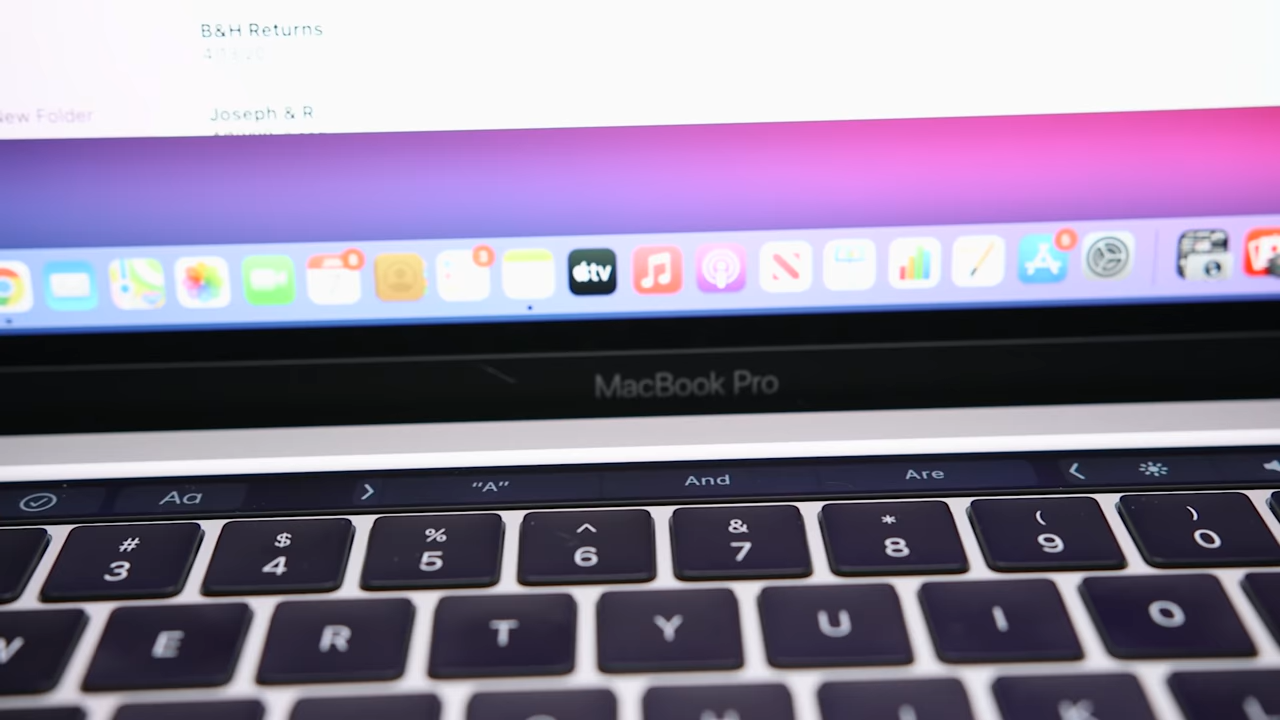 B&H Returns
New Folder
Joseph & R
tv
MacBook Pro
Aa
"A"
And
Are
# $ % ^ & * ( )
3 4 5 6 7 8 9 0
W E R T Y U I O